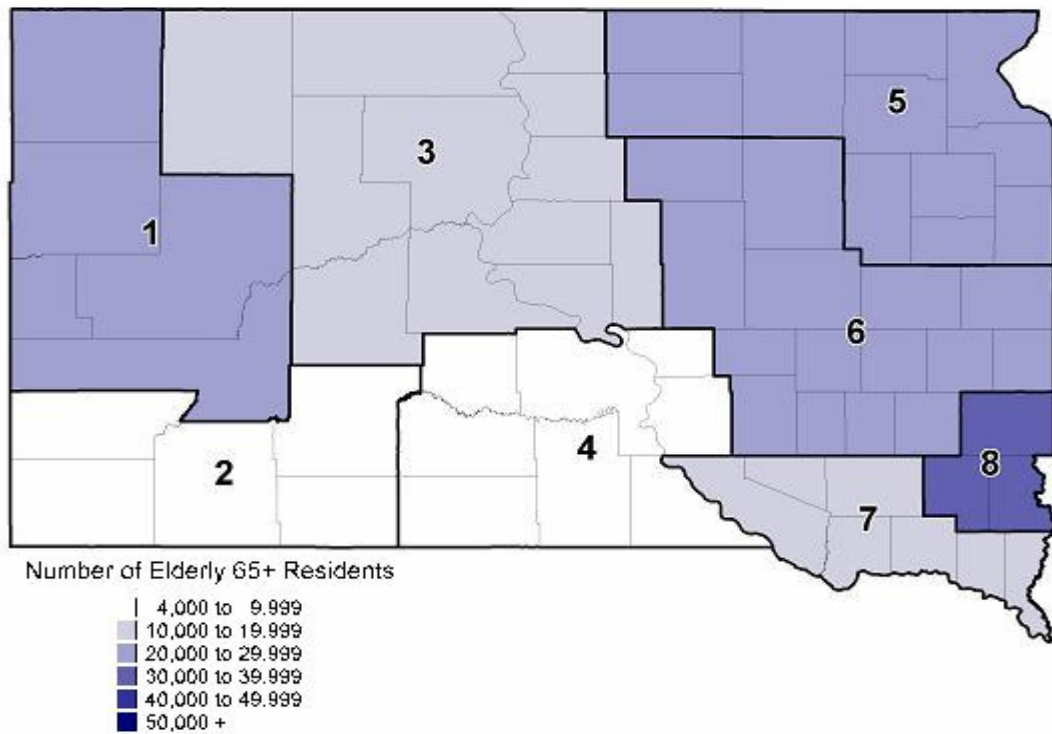 5
3
1
6
4
8
2
7
Number of Elderly 65+ Residents
4,000 to 9.999
10,000 to 19.999
20,000 to 29.999
30,000 to 39.999
40,000 to 49.999
50,000 +